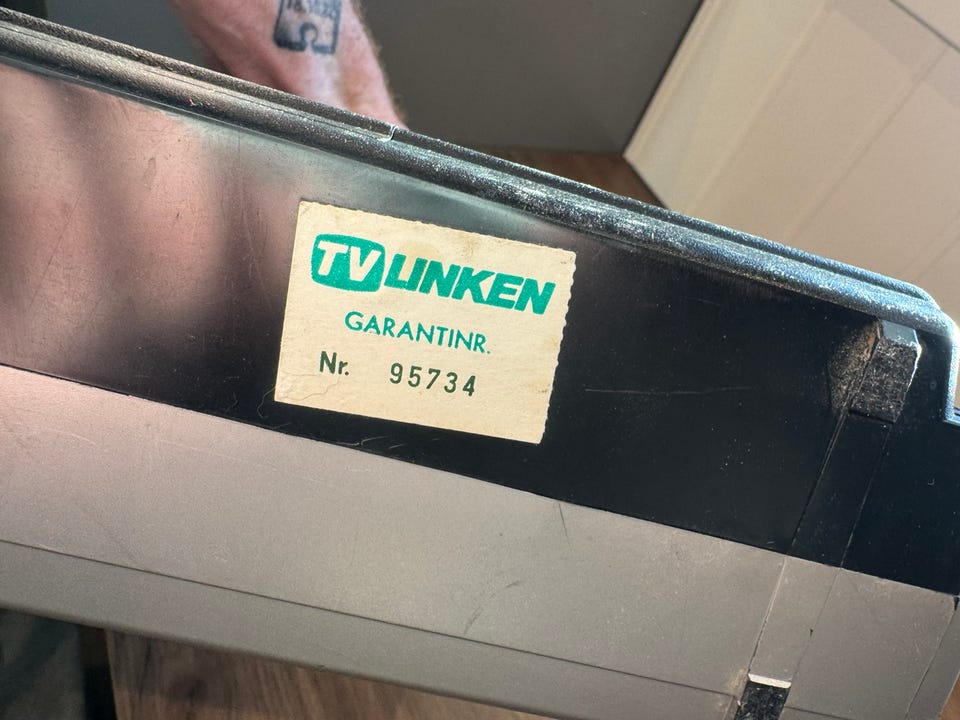 TV LINKEN
GARANTINR.
Nr. 95734